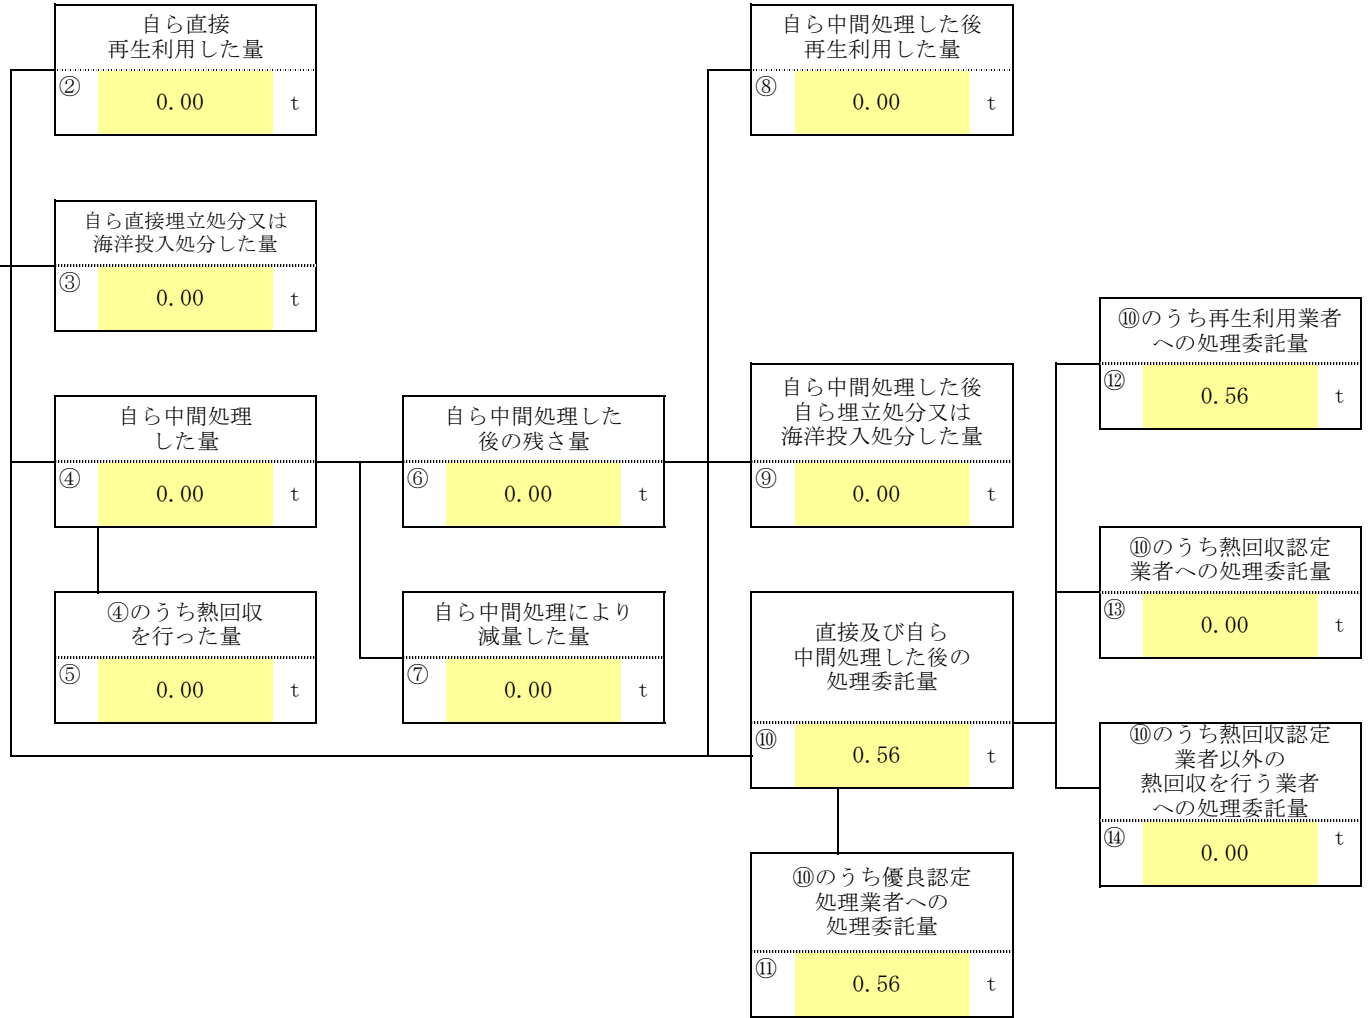 自ら直接
再生利用した量
② 0.00 t
自ら直接埋立処分又は
海洋投入処分した量
③ 0.00 t
自ら中間処理
した量
④ 0.00 t
④のうち熱回収
を行った量
⑤ 0.00 t
自ら中間処理した
後の残さ量
⑥ 0.00 t
自ら中間処理により
減量した量
⑦ 0.00 t
自ら中間処理した後
再生利用した量
⑧ 0.00 t
自ら中間処理した後
自ら埋立処分又は
海洋投入処分した量
⑨ 0.00 t
直接及び自ら
中間処理した後の
処理委託量
⑩ 0.56 t
⑩のうち優良認定
処理業者への
処理委託量
⑪ 0.56 t
⑩のうち再生利用業者
への処理委託量
⑫ 0.56 t
⑩のうち熱回収認定
業者への処理委託量
⑬ 0.00 t
⑩のうち熱回収認定
業者以外の
熱回収を行う業者
への処理委託量
⑭ 0.00 t